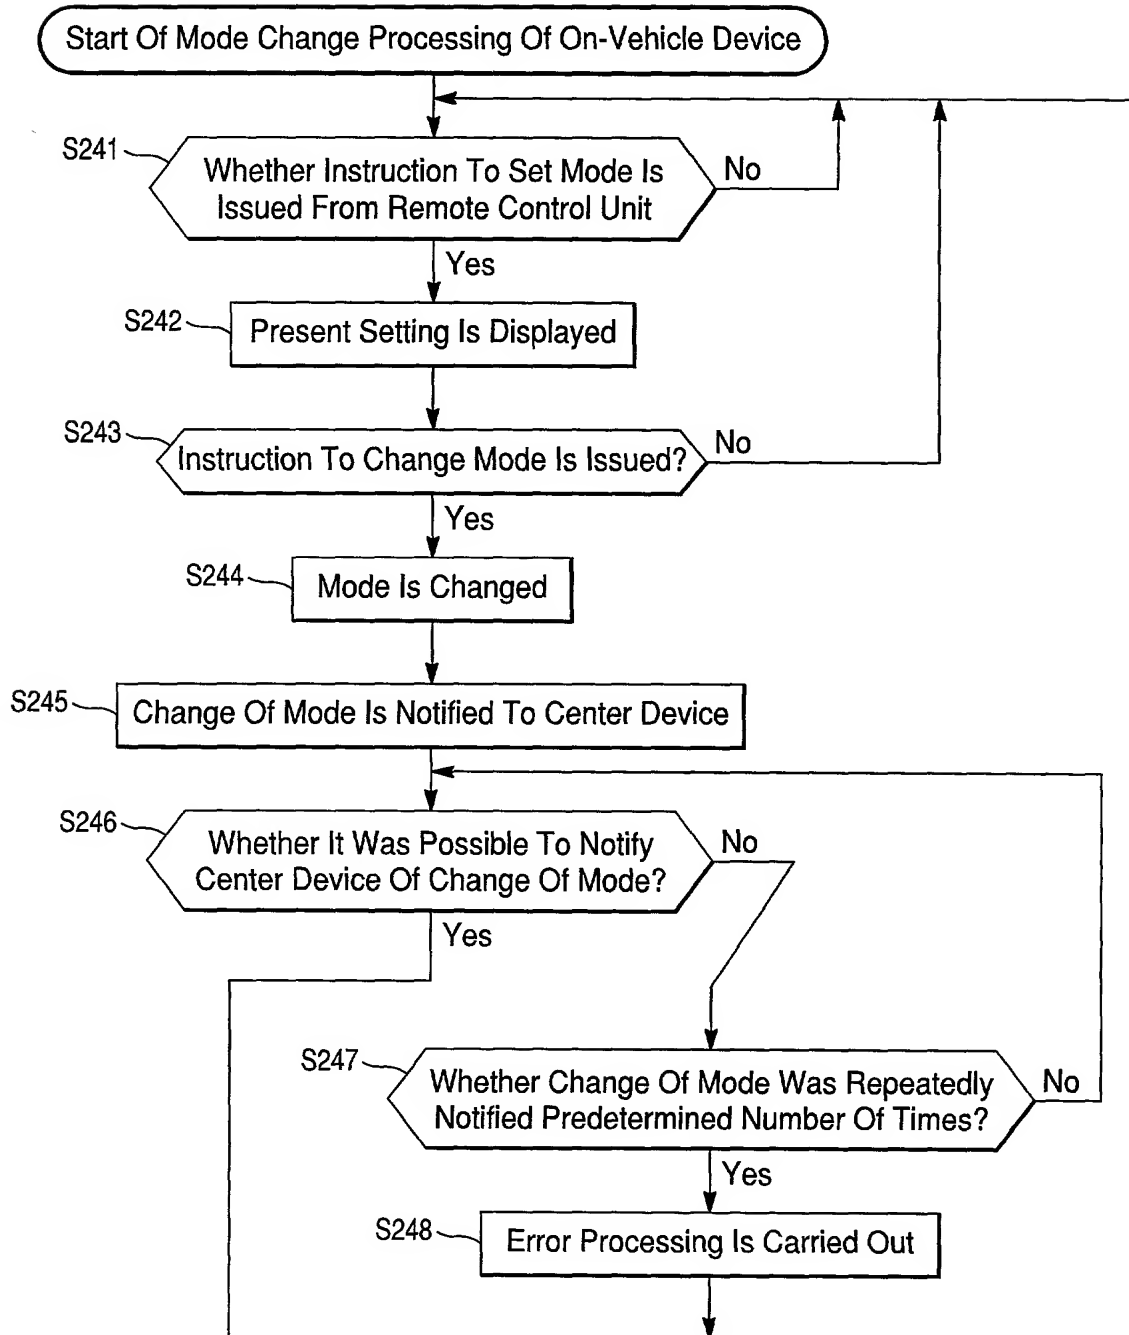 Start Of Mode Change Processing Of On-Vehicle Device
S241
Whether Instruction To Set Mode Is
Issued From Remote Control Unit
No
Yes
S242
Present Setting Is Displayed
S243
Instruction To Change Mode Is Issued?
No
Yes
S244
Mode Is Changed
S245
Change Of Mode Is Notified To Center Device
S246
Whether It Was Possible To Notify
Center Device Of Change Of Mode?
No
Yes
S247
Whether Change Of Mode Was Repeatedly
Notified Predetermined Number Of Times?
No
Yes
S248
Error Processing Is Carried Out